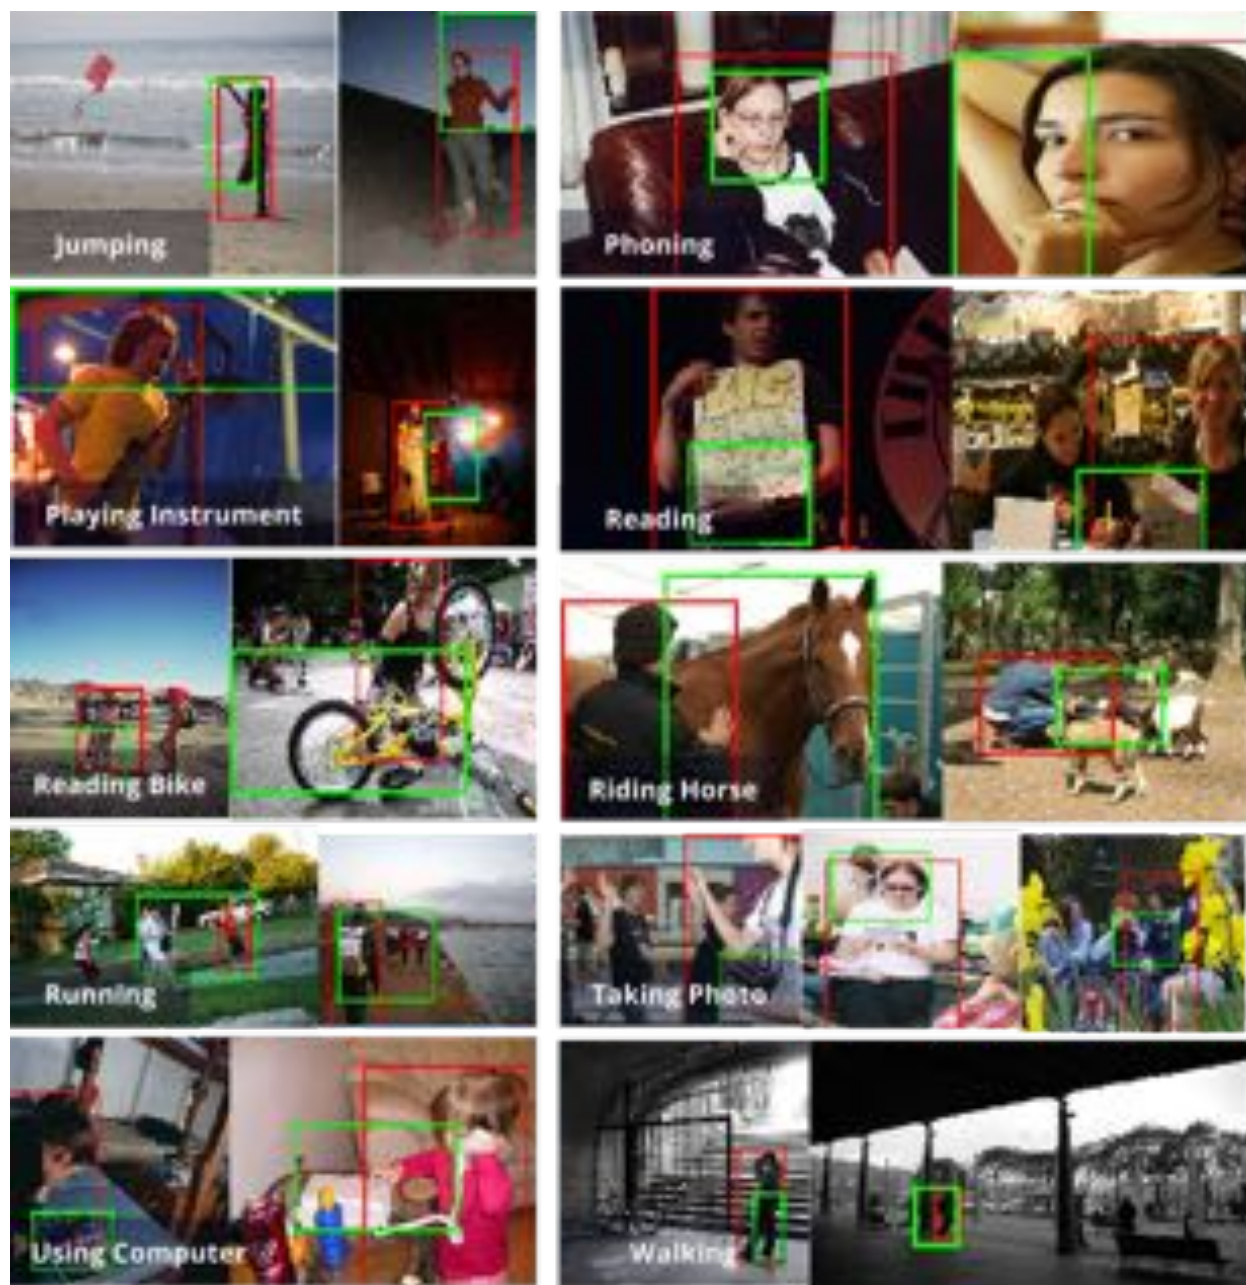 Jumping
Phoning
Playing Instrument
Reading
Reading Bike
Riding Horse
Running
Taking Photo
Using Computer
Walking